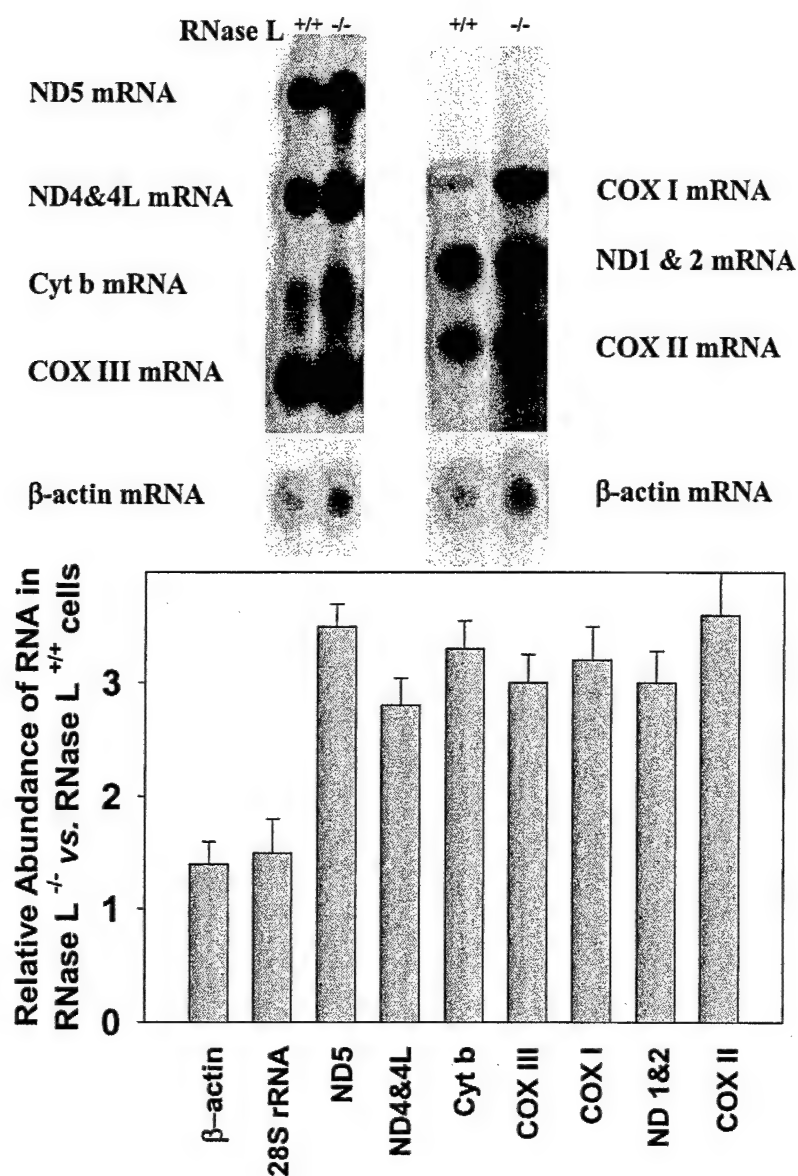 RNase L +/+ -/- +/+ -/-
ND5 mRNA
ND4&4L mRNA
Cyt b mRNA
COX III mRNA
β-actin mRNA
COX I mRNA
ND1 & 2 mRNA
COX II mRNA
β-actin mRNA
Relative Abundance of RNA in
RNase L -/- vs. RNase L +/+ cells
3
2
1
0
β-actin
28S rRNA
ND5
ND4&4L
Cyt b
COX III
COX I
ND 1&2
COX II